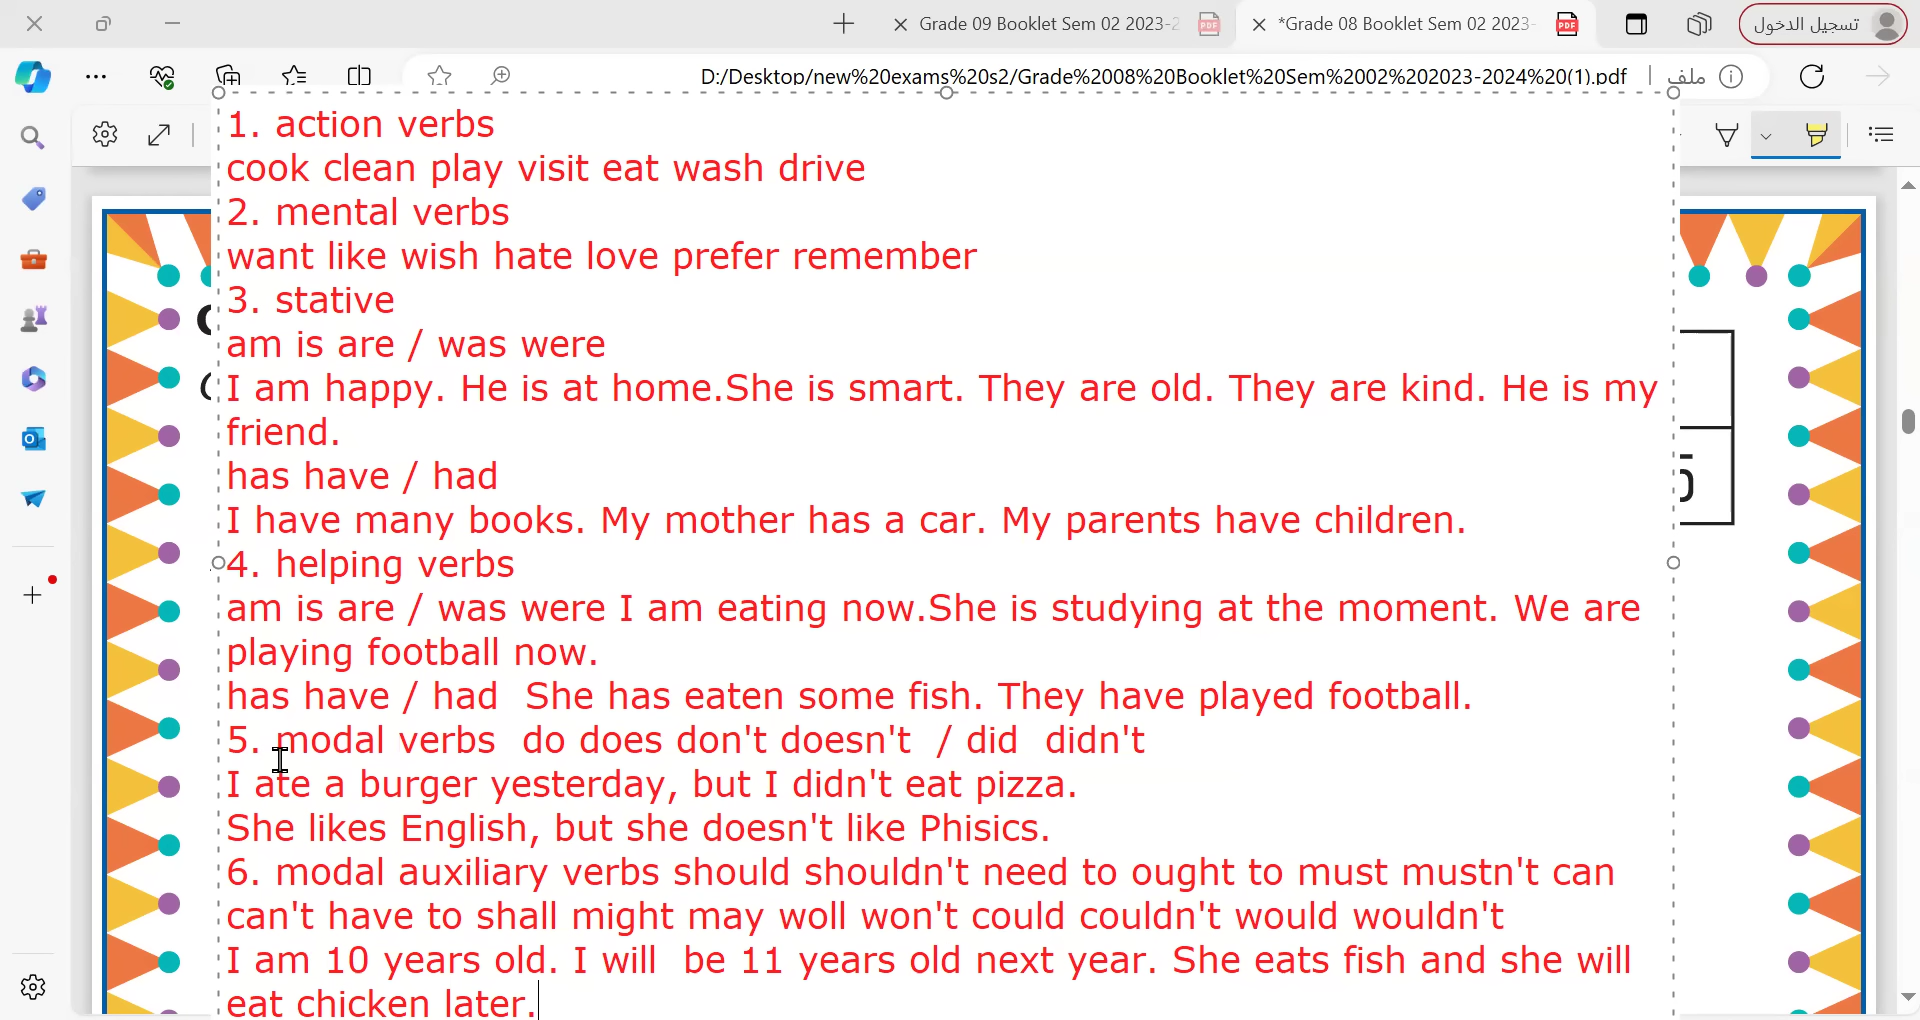 Grade 09 Booklet Sem 02 2023-2
*Grade 08 Booklet Sem 02 2023-
تسجيل الدخول
D:/Desktop/new%20exams%20s2/Grade%2008%20Booklet%20Sem%2002%202023-2024%20(1).pdf
ملف
1. action verbs
cook clean play visit eat wash drive
2. mental verbs
want like wish hate love prefer remember
3. stative
am is are / was were
I am happy. He is at home.She is smart. They are old. They are kind. He is my
friend.
has have / had
I have many books. My mother has a car. My parents have children.
4. helping verbs
am is are / was were I am eating now.She is studying at the moment. We are
playing football now.
has have / had  She has eaten some fish. They have played football.
5. modal verbs  do does don't doesn't  / did  didn't
I ate a burger yesterday, but I didn't eat pizza.
She likes English, but she doesn't like Phisics.
6. modal auxiliary verbs should shouldn't need to ought to must mustn't can
can't have to shall might may woll won't could couldn't would wouldn't
I am 10 years old. I will  be 11 years old next year. She eats fish and she will
eat chicken later.